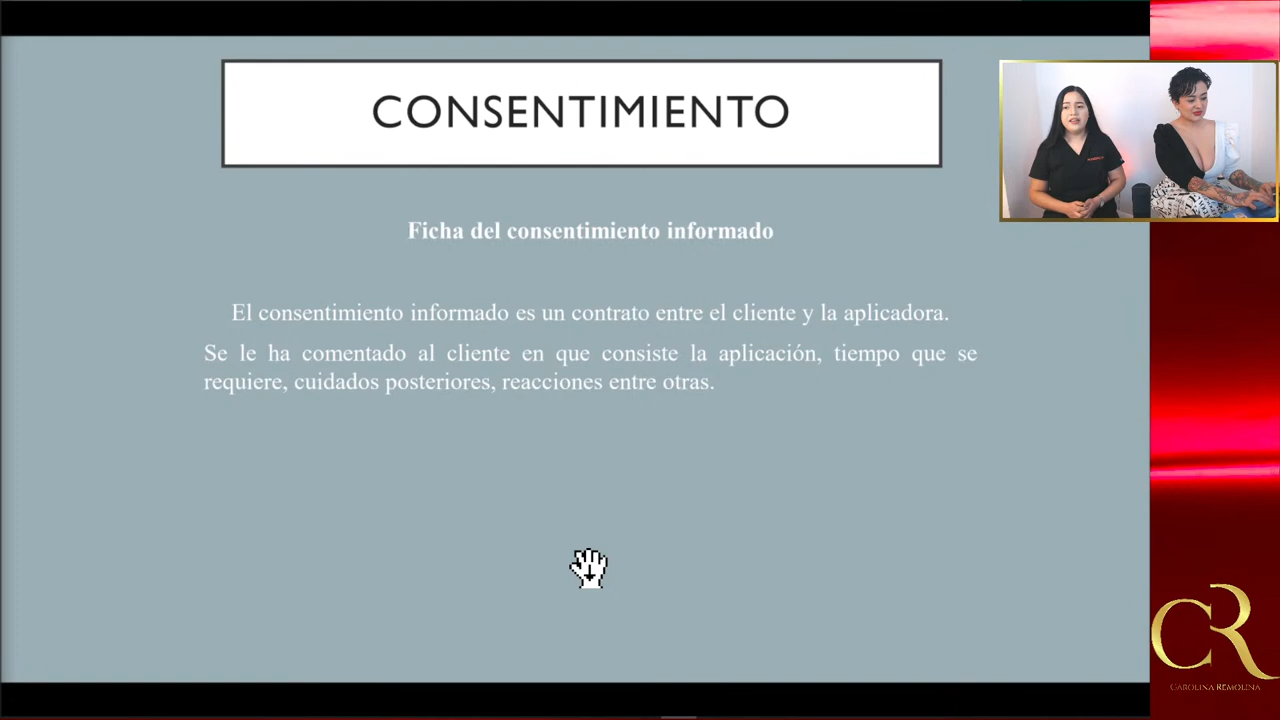 CONSENTIMIENTO
Ficha del consentimiento informado
El consentimiento informado es un contrato entre el cliente y la aplicadora.
Se le ha comentado al cliente en que consiste la aplicación, tiempo que se
requiere, cuidados posteriores, reacciones entre otras.
CR
CAROLINA REMOLINA